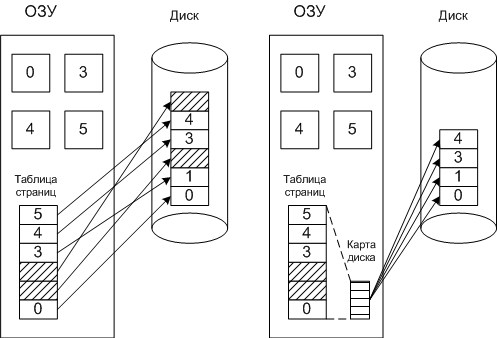 ОЗУ
Диск
0 3
4 5
4
3
1
0
Таблица
страниц
5
4
3
0
ОЗУ
Диск
0 3
4 5
4
3
1
0
Таблица
страниц
5
4
3
0
Карта
диска